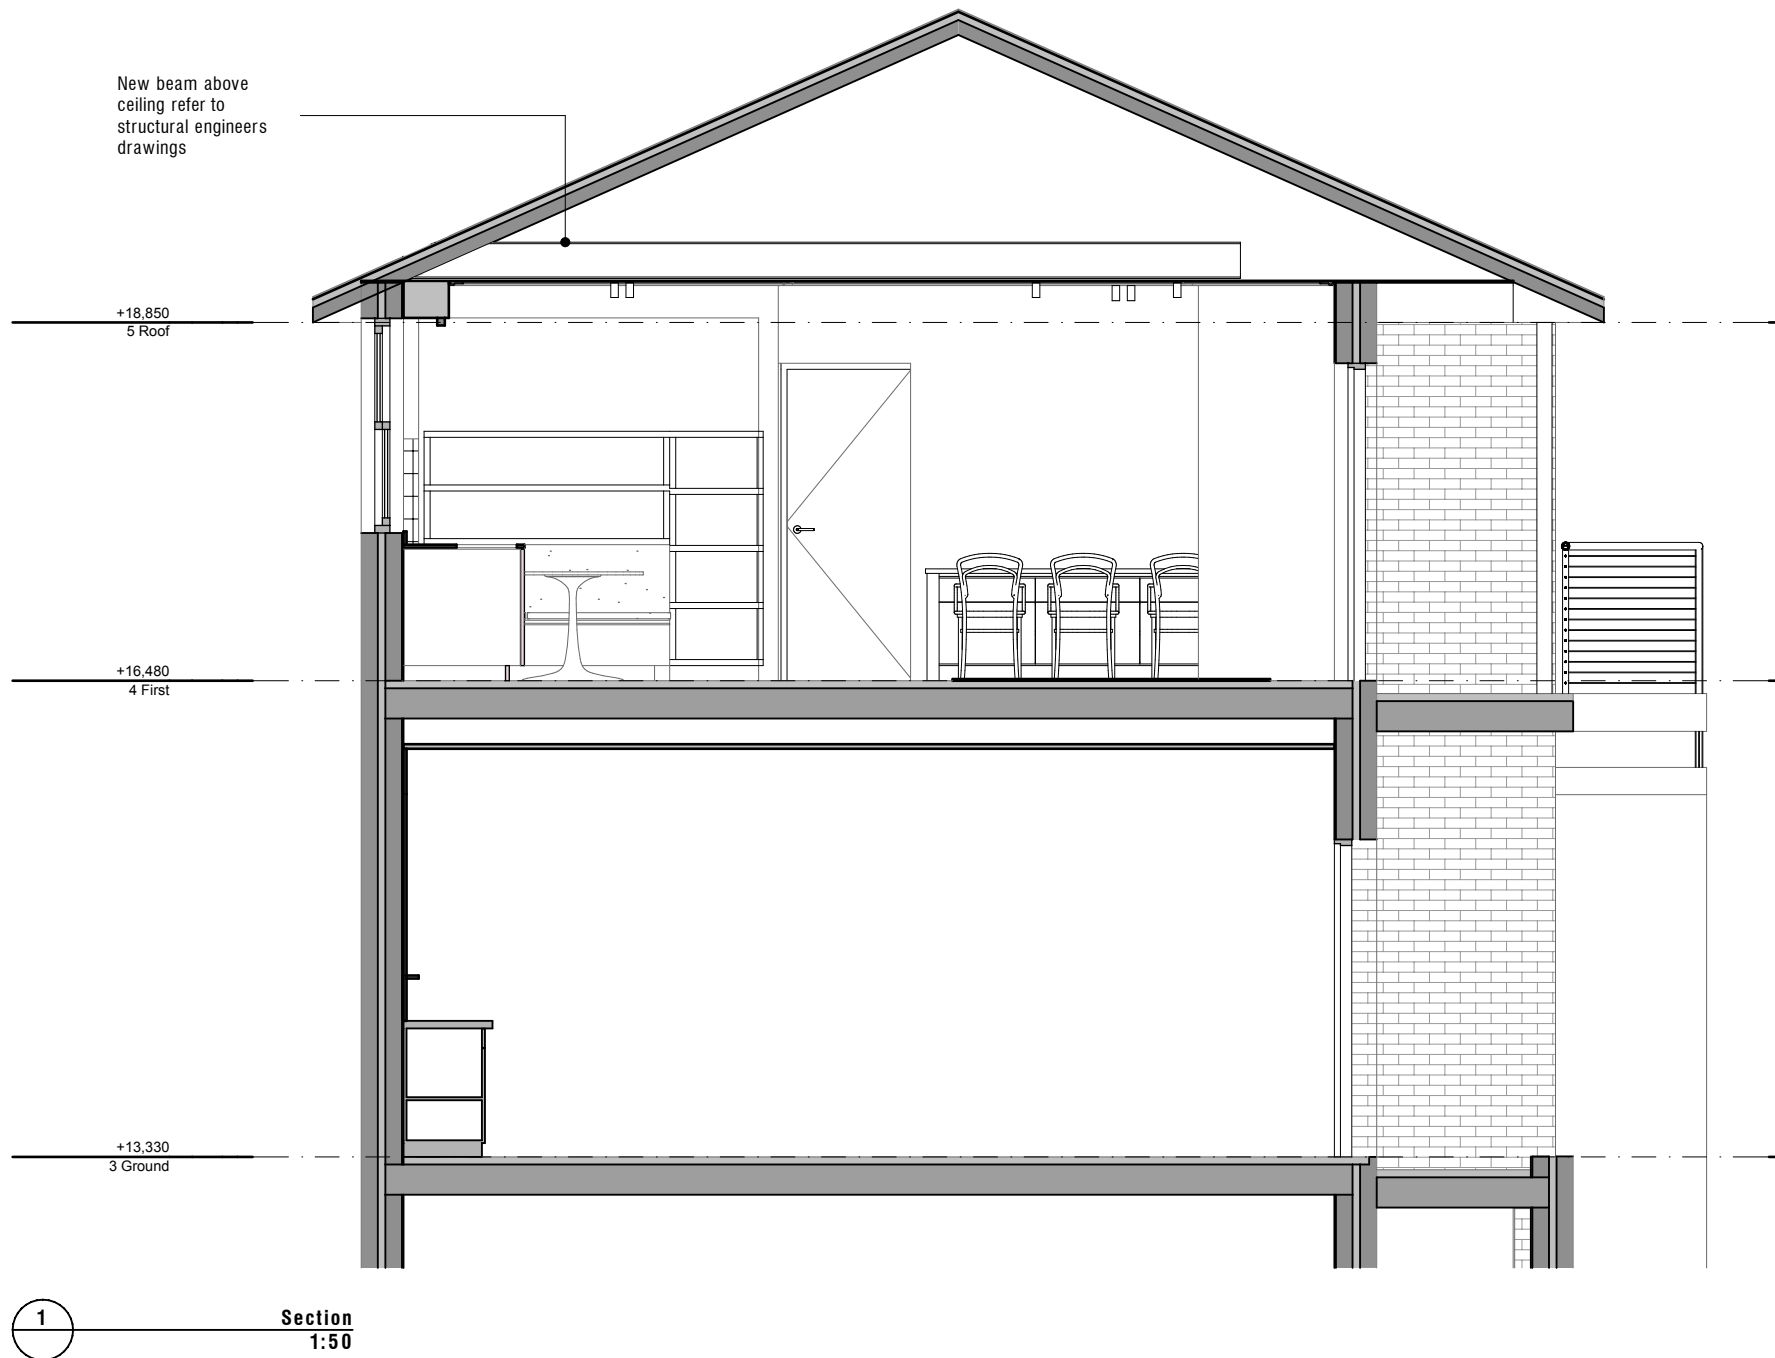 New beam above
ceiling refer to
structural engineers
drawings
+18,850
5 Roof
+16,480
4 First
+13,330
3 Ground
1
Section
1:50